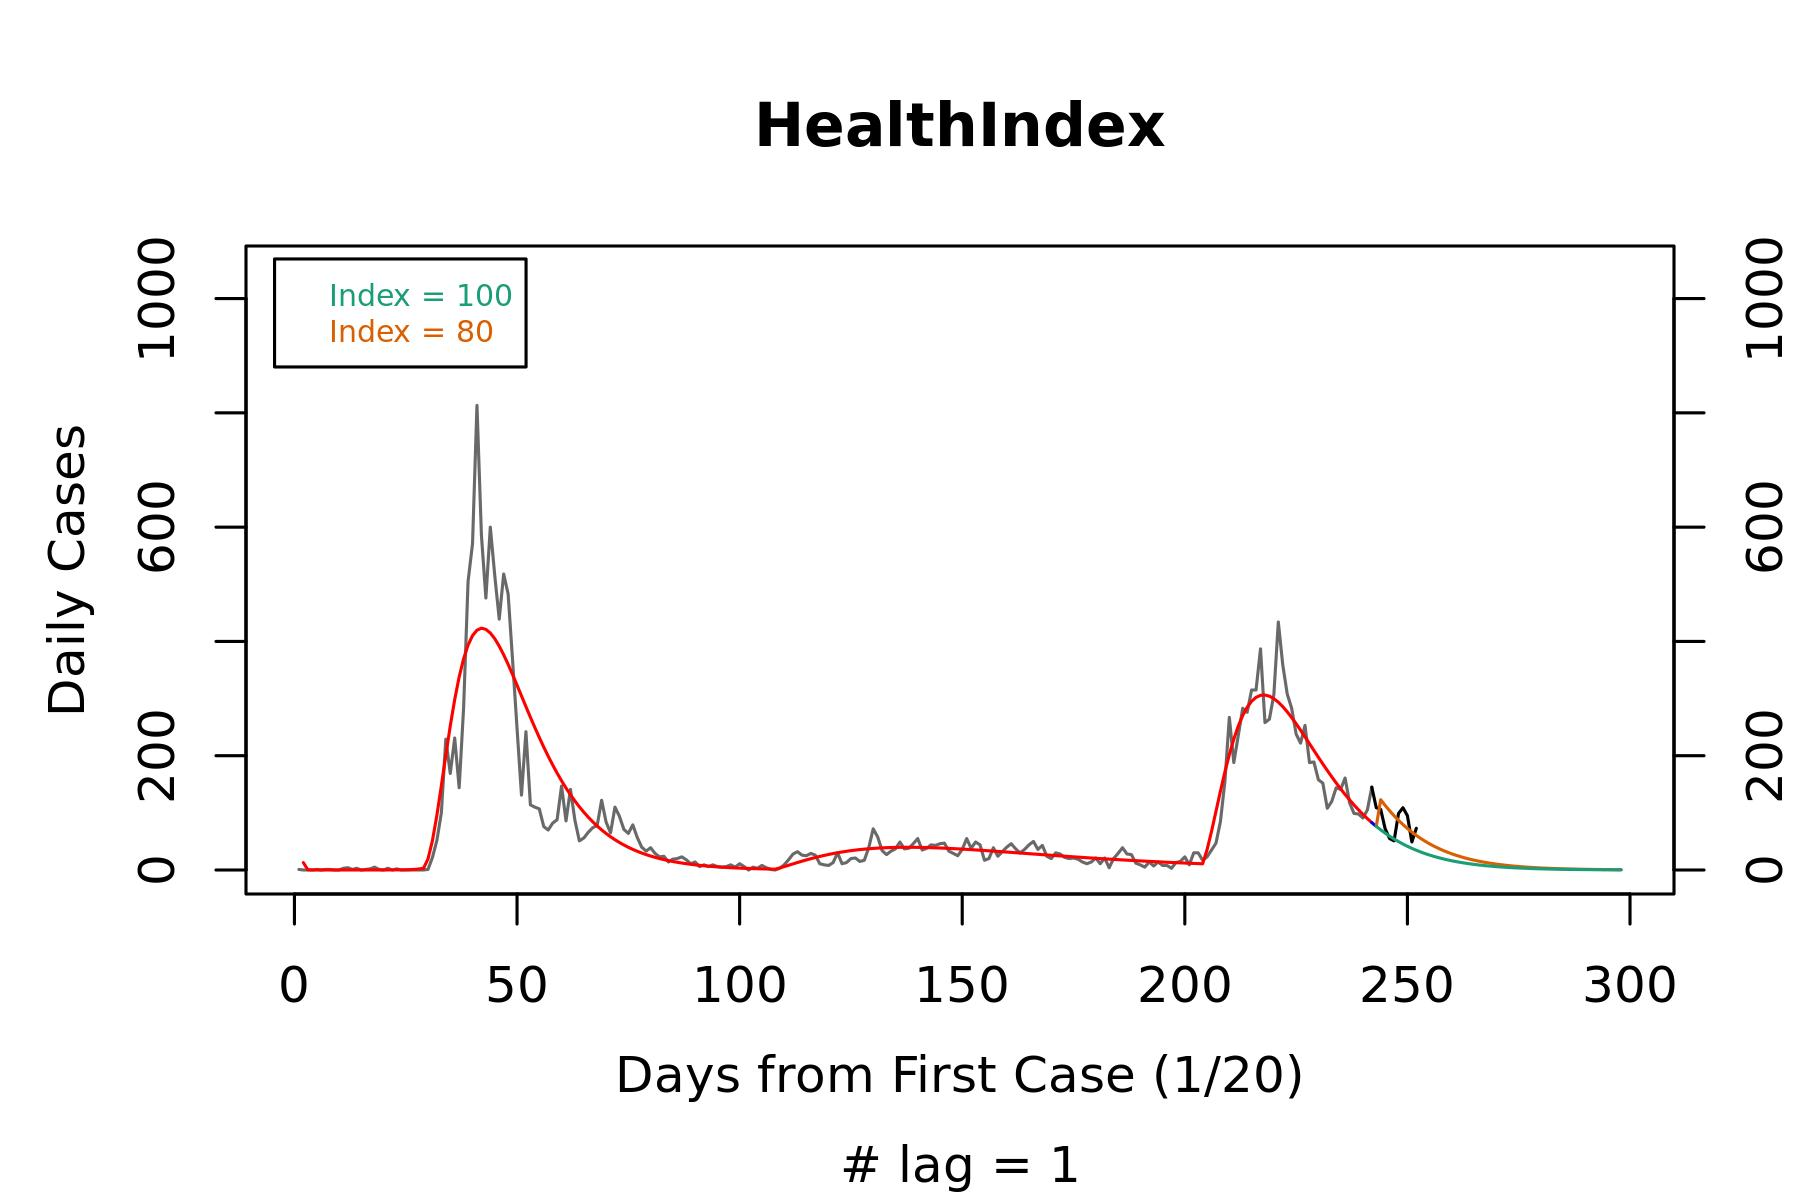 HealthIndex
Index = 100
Index = 80
Daily Cases
0
200
600
1000
0
200
600
1000
0 50 100 150 200 250 300
Days from First Case (1/20)
# lag = 1